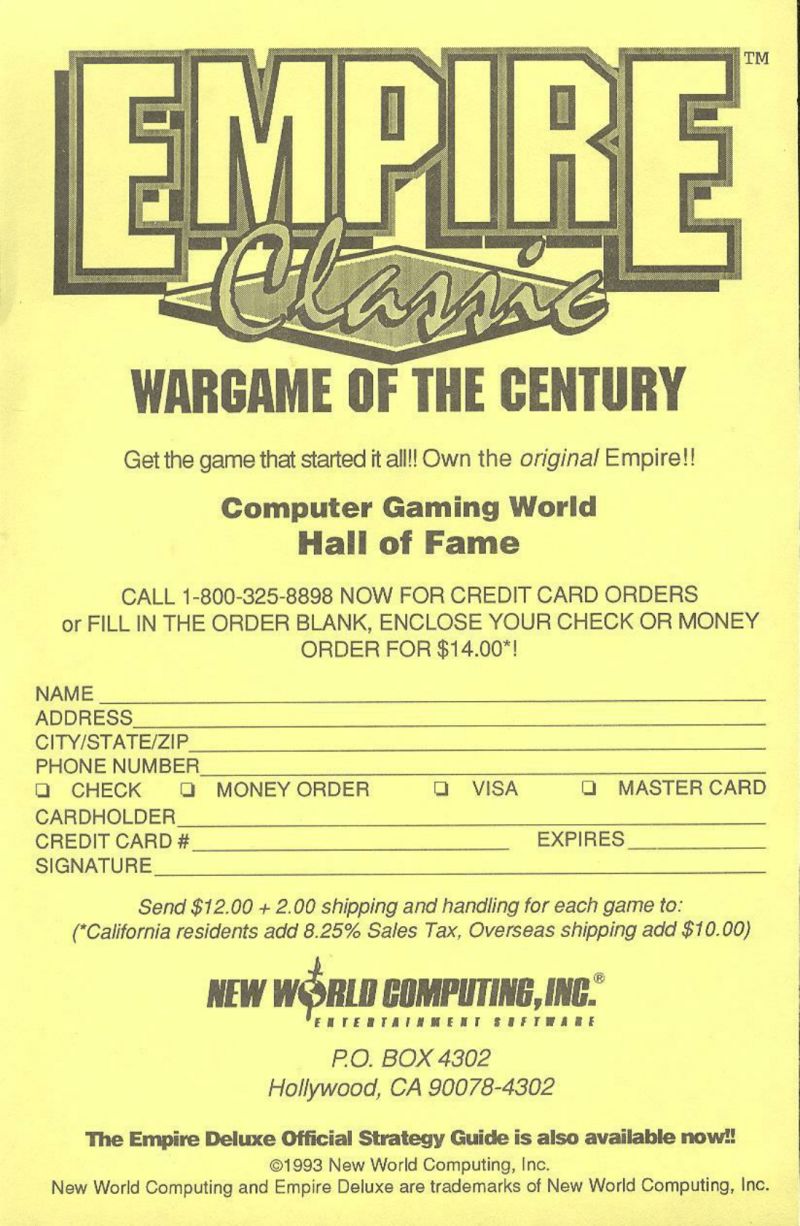 EMPIRE™
Classic
WARGAME OF THE CENTURY
Get the game that started it all!! Own the original Empire!!
Computer Gaming World
Hall of Fame
CALL 1-800-325-8898 NOW FOR CREDIT CARD ORDERS
or FILL IN THE ORDER BLANK, ENCLOSE YOUR CHECK OR MONEY
ORDER FOR $14.00*!
NAME
ADDRESS
CITY/STATE/ZIP
PHONE NUMBER
❏ CHECK ❏ MONEY ORDER ❏ VISA ❏ MASTER CARD
CARDHOLDER
CREDIT CARD # EXPIRES
SIGNATURE
Send $12.00 + 2.00 shipping and handling for each game to:
(*California residents add 8.25% Sales Tax, Overseas shipping add $10.00)
NEW WORLD COMPUTING, INC.®
ENTERTAINMENT SOFTWARE
P.O. BOX 4302
Hollywood, CA 90078-4302
The Empire Deluxe Official Strategy Guide is also available now!!
©1993 New World Computing, Inc.
New World Computing and Empire Deluxe are trademarks of New World Computing, Inc.